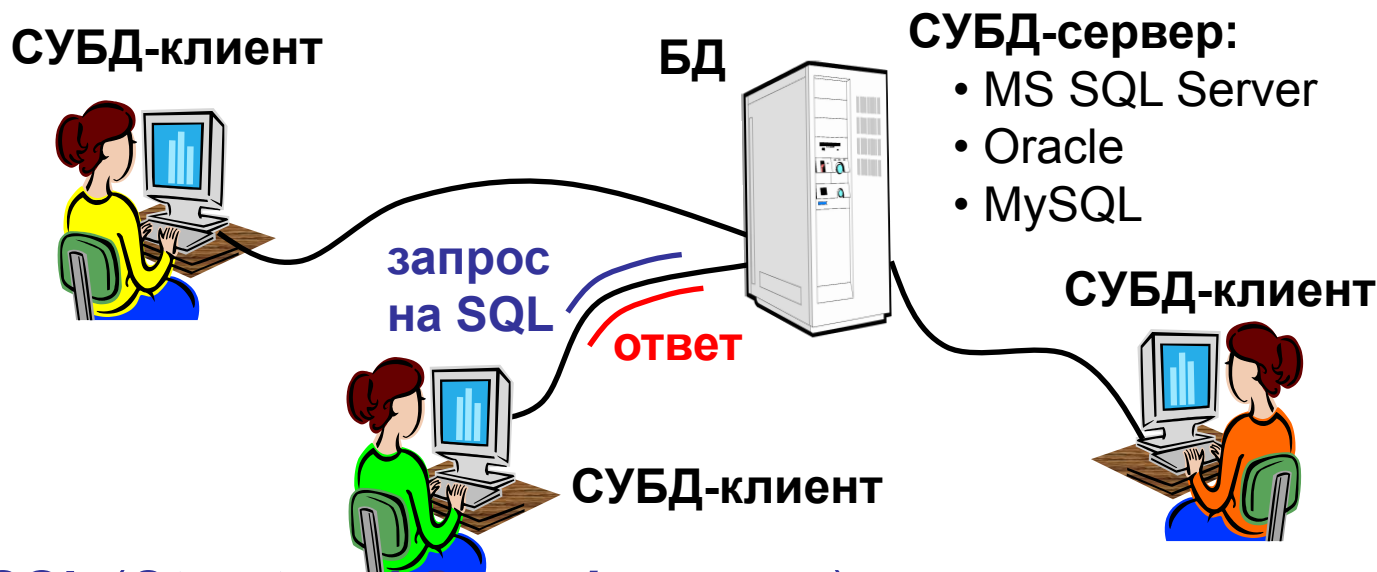 СУБД-клиент
БД
СУБД-сервер:
• MS SQL Server
• Oracle
• MySQL
запрос
на SQL
ответ
СУБД-клиент
СУБД-клиент